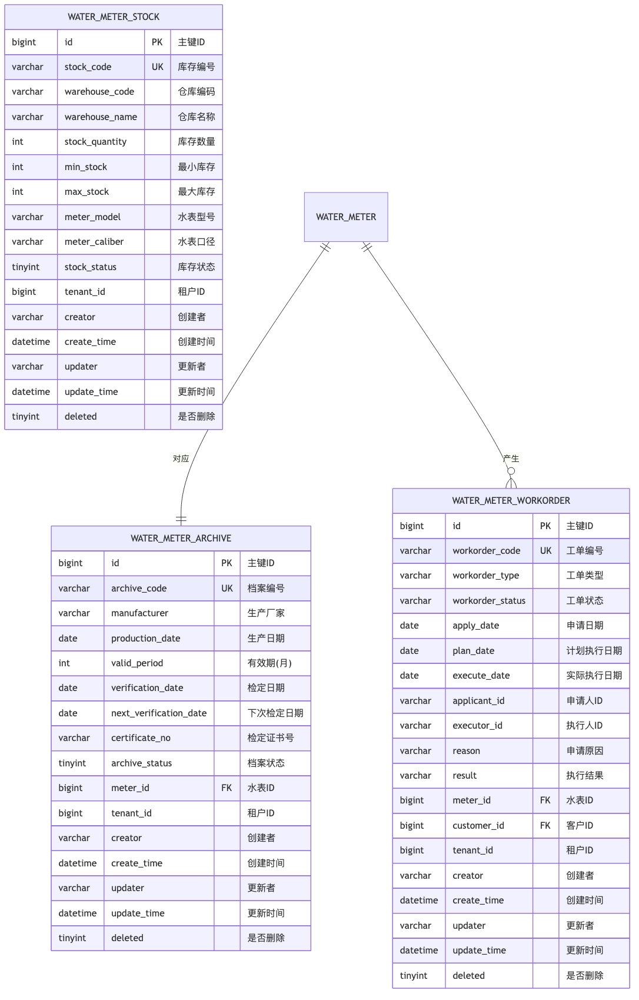 WATER_METER_STOCK
bigint id PK 主键ID
varchar stock_code UK 库存编号
varchar warehouse_code 仓库编码
varchar warehouse_name 仓库名称
int stock_quantity 库存数量
int min_stock 最小库存
int max_stock 最大库存
varchar meter_model 水表型号
varchar meter_caliber 水表口径
tinyint stock_status 库存状态
bigint tenant_id 租户ID
varchar creator 创建者
datetime create_time 创建时间
varchar updater 更新者
datetime update_time 更新时间
tinyint deleted 是否删除
WATER_METER
对应
产生
WATER_METER_ARCHIVE
bigint id PK 主键ID
varchar archive_code UK 档案编号
varchar manufacturer 生产厂家
date production_date 生产日期
int valid_period 有效期(月)
date verification_date 检定日期
date next_verification_date 下次检定日期
varchar certificate_no 检定证书号
tinyint archive_status 档案状态
bigint meter_id FK 水表ID
bigint tenant_id 租户ID
varchar creator 创建者
datetime create_time 创建时间
varchar updater 更新者
datetime update_time 更新时间
tinyint deleted 是否删除
WATER_METER_WORKORDER
bigint id PK 主键ID
varchar workorder_code UK 工单编号
varchar workorder_type 工单类型
varchar workorder_status 工单状态
date apply_date 申请日期
date plan_date 计划执行日期
date execute_date 实际执行日期
varchar applicant_id 申请人ID
varchar executor_id 执行人ID
varchar reason 申请原因
varchar result 执行结果
bigint meter_id FK 水表ID
bigint customer_id FK 客户ID
bigint tenant_id 租户ID
varchar creator 创建者
datetime create_time 创建时间
varchar updater 更新者
datetime update_time 更新时间
tinyint deleted 是否删除